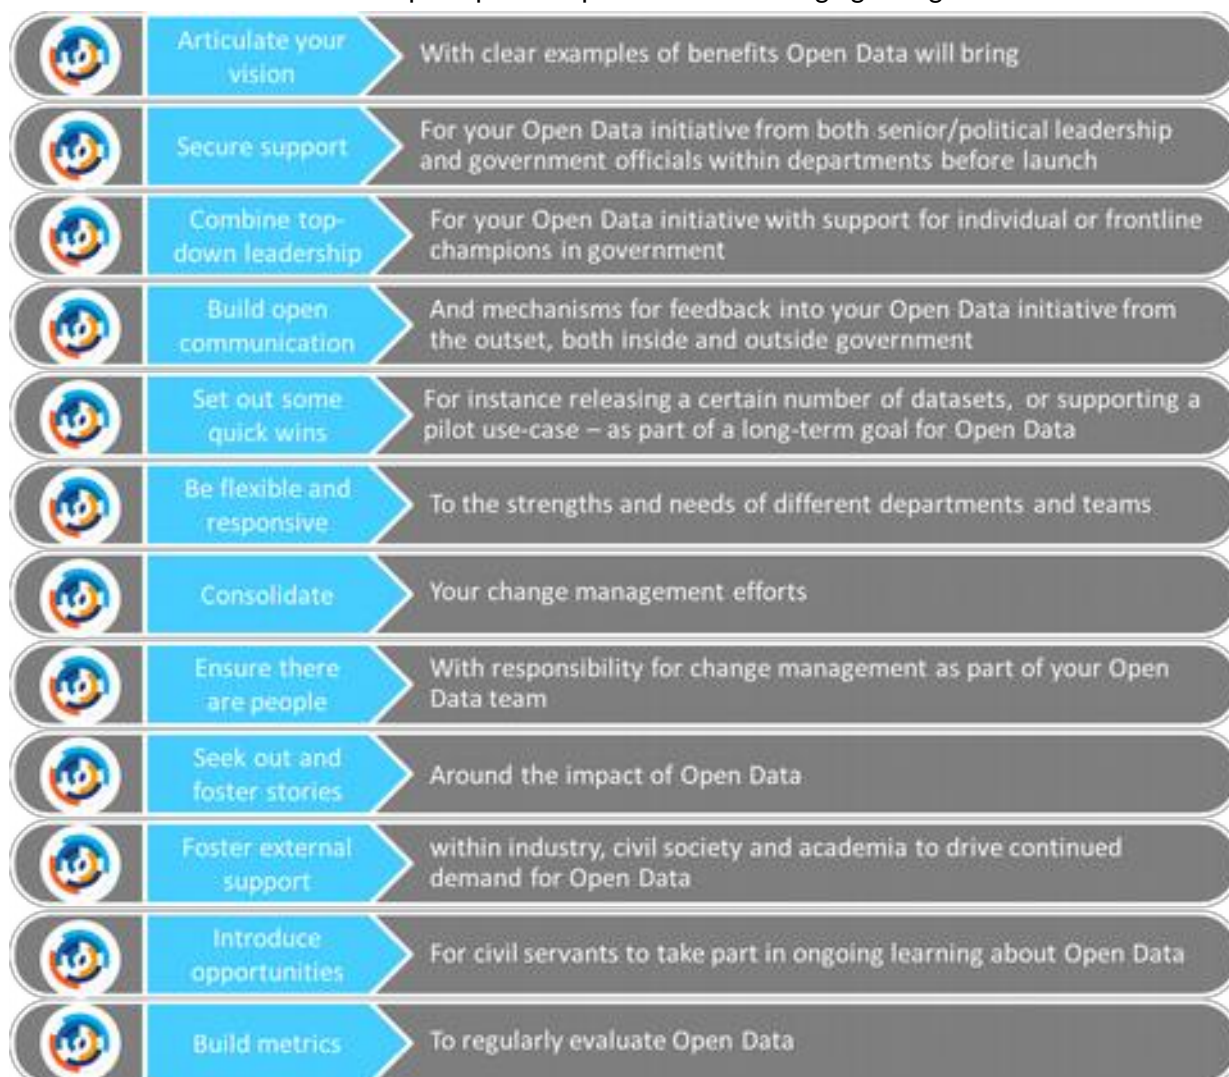 Articulate your
vision
With clear examples of benefits Open Data will bring
Secure support
For your Open Data initiative from both senior/political leadership
and government officials within departments before launch
Combine top-
down leadership
For your Open Data initiative with support for individual or frontline
champions in government
Build open
communication
And mechanisms for feedback into your Open Data initiative from
the outset, both inside and outside government
Set out some
quick wins
For instance releasing a certain number of datasets, or supporting a
pilot use-case – as part of a long-term goal for Open Data
Be flexible and
responsive
To the strengths and needs of different departments and teams
Consolidate
Your change management efforts
Ensure there
are people
With responsibility for change management as part of your Open
Data team
Seek out and
foster stories
Around the impact of Open Data
Foster external
support
within industry, civil society and academia to drive continued
demand for Open Data
Introduce
opportunities
For civil servants to take part in ongoing learning about Open Data
Build metrics
To regularly evaluate Open Data